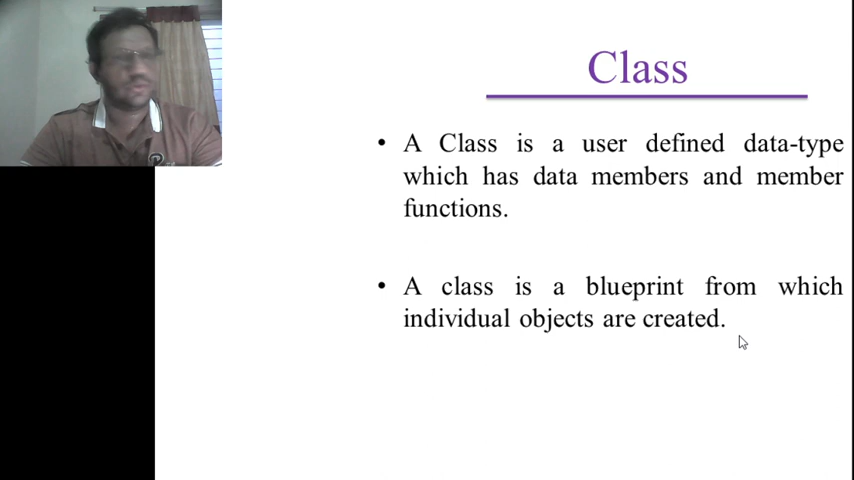 Class
• A Class is a user defined data-type
which has data members and member
functions.
• A class is a blueprint from which
individual objects are created.